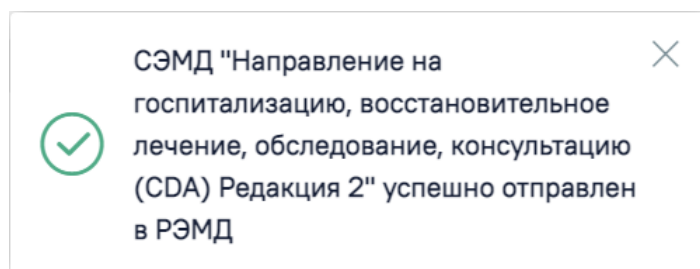 СЭМД "Направление на
госпитализацию, восстановительное
лечение, обследование, консультацию
(CDA) Редакция 2" успешно отправлен
в РЭМД